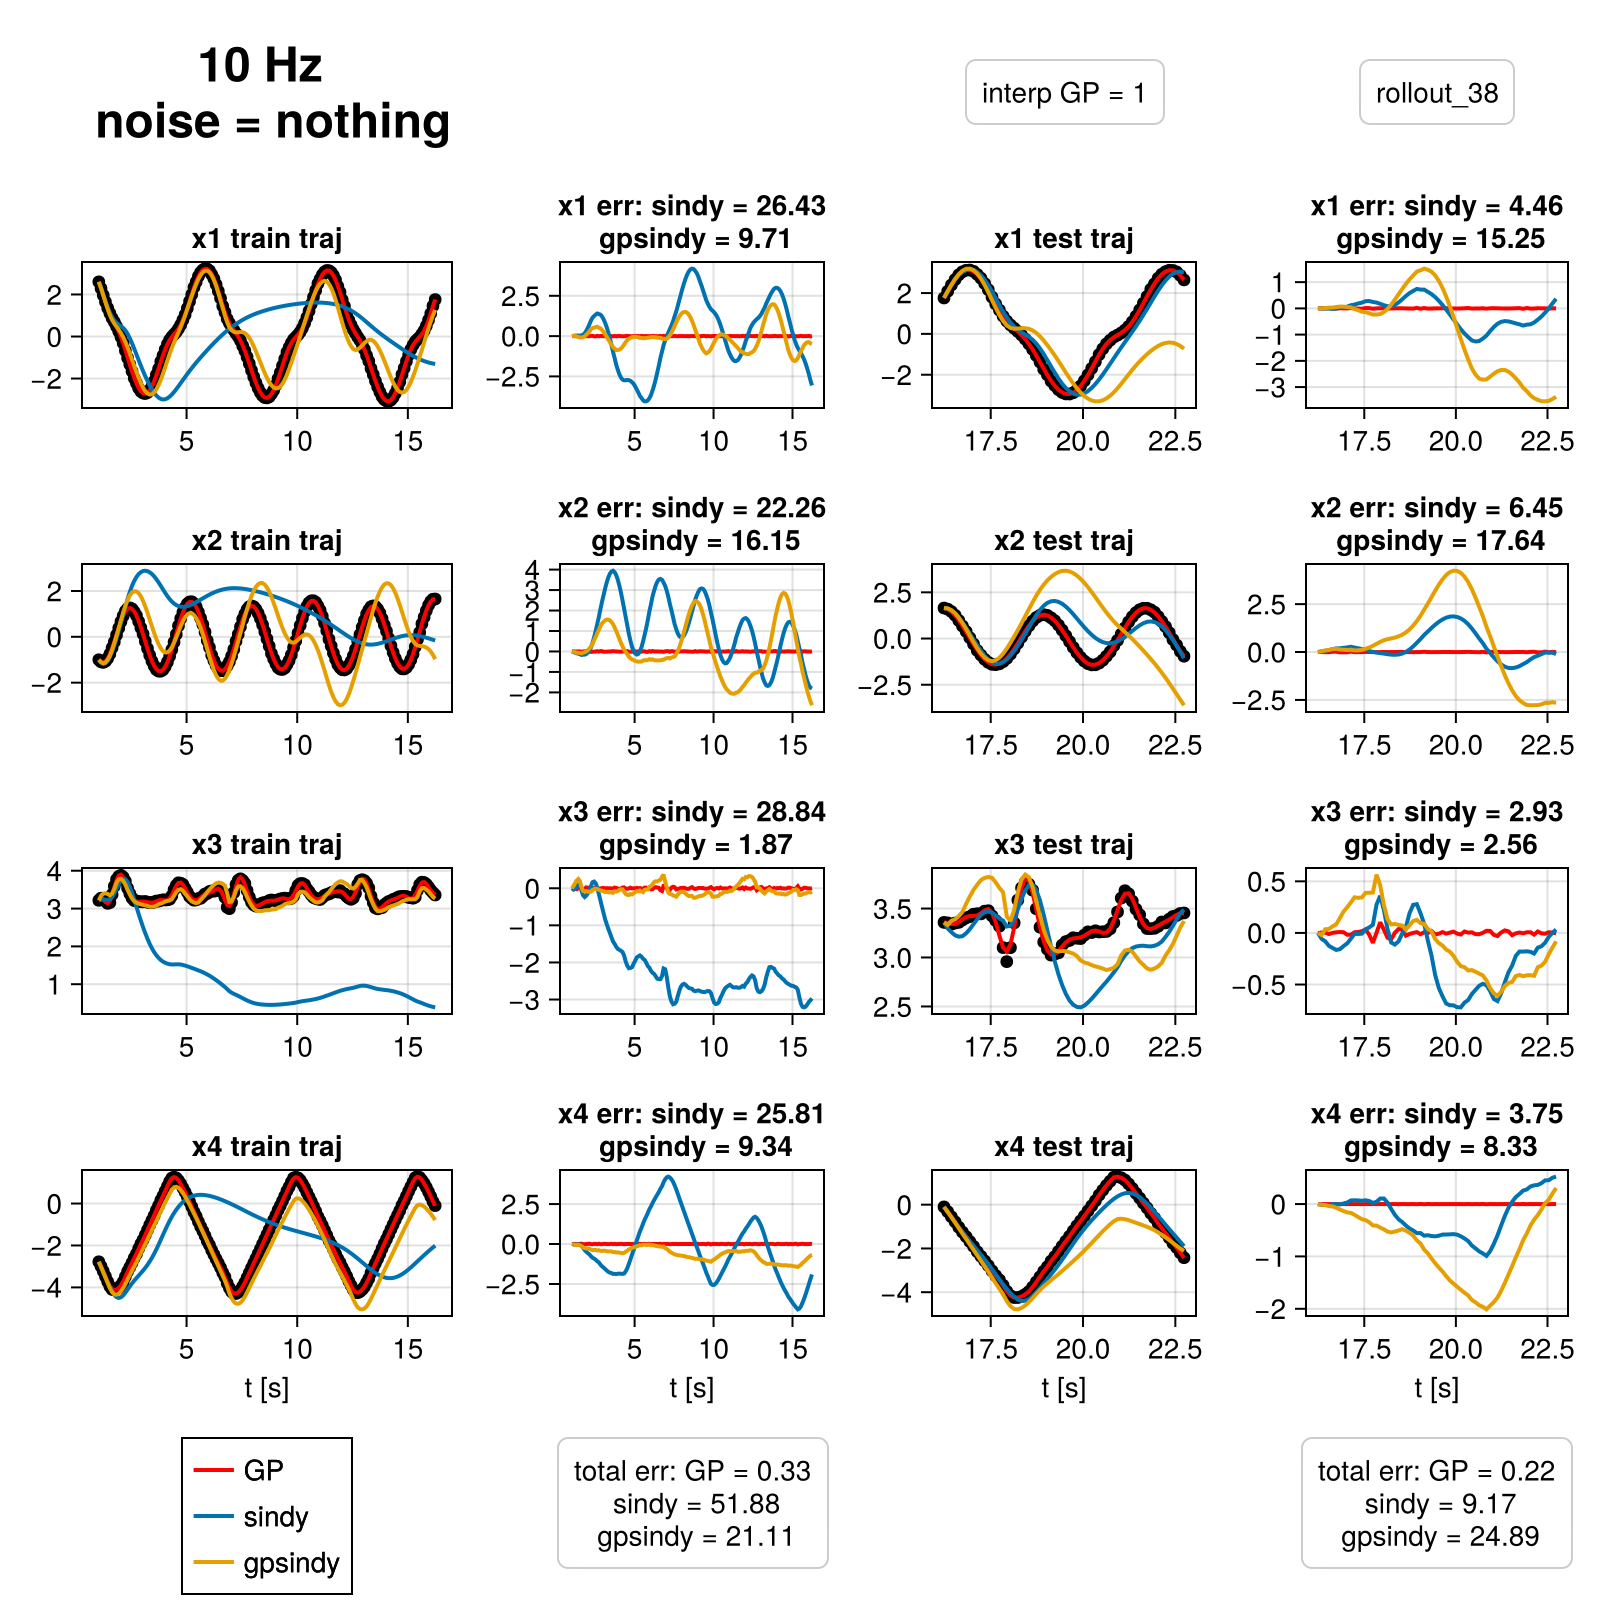 10 Hz
noise = nothing
interp GP = 1
rollout_38
x1 train traj
2
0
−2
5
10
15
x1 err: sindy = 26.43
gpsindy = 9.71
2.5
0.0
−2.5
5
10
15
x1 test traj
2
0
−2
17.5
20.0
22.5
x1 err: sindy = 4.46
gpsindy = 15.25
1
0
−1
−2
−3
17.5
20.0
22.5
x2 train traj
2
0
−2
5
10
15
x2 err: sindy = 22.26
gpsindy = 16.15
4
3
2
1
0
−1
−2
5
10
15
x2 test traj
2.5
0.0
−2.5
17.5
20.0
22.5
x2 err: sindy = 6.45
gpsindy = 17.64
2.5
0.0
−2.5
17.5
20.0
22.5
x3 train traj
4
3
2
1
5
10
15
x3 err: sindy = 28.84
gpsindy = 1.87
0
−1
−2
−3
5
10
15
x3 test traj
3.5
3.0
2.5
17.5
20.0
22.5
x3 err: sindy = 2.93
gpsindy = 2.56
0.5
0.0
−0.5
17.5
20.0
22.5
x4 train traj
0
−2
−4
5
10
15
t [s]
x4 err: sindy = 25.81
gpsindy = 9.34
2.5
0.0
−2.5
5
10
15
t [s]
x4 test traj
0
−2
−4
17.5
20.0
22.5
t [s]
x4 err: sindy = 3.75
gpsindy = 8.33
0
−1
−2
17.5
20.0
22.5
t [s]
GP
sindy
gpsindy
total err: GP = 0.33
sindy = 51.88
gpsindy = 21.11
total err: GP = 0.22
sindy = 9.17
gpsindy = 24.89